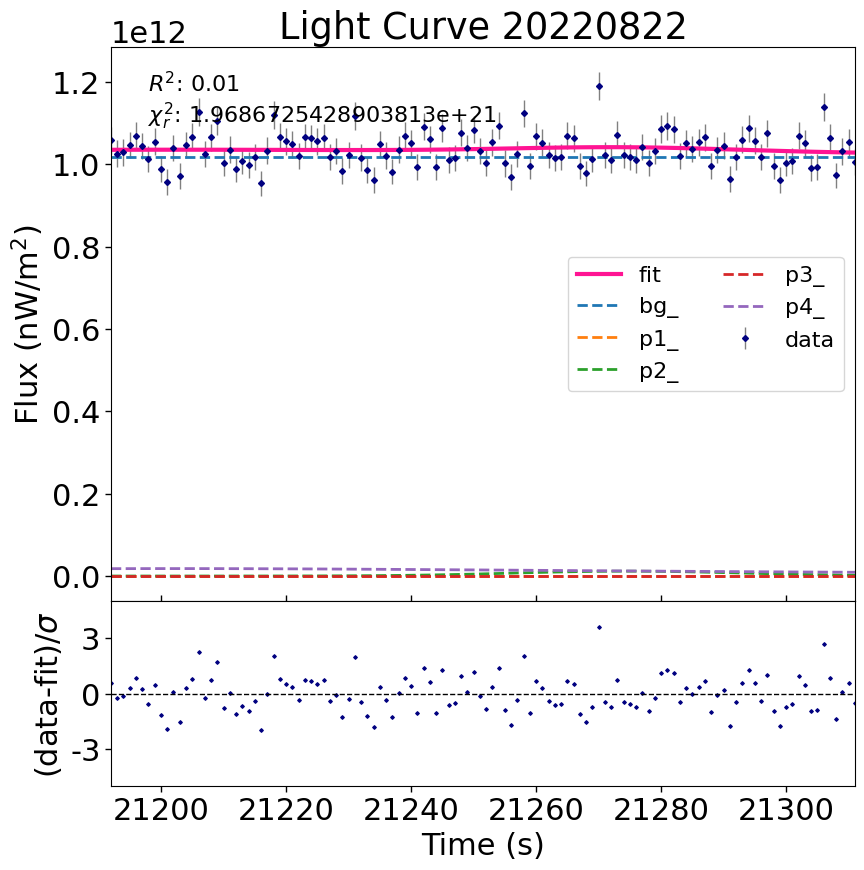 Light Curve 20220822
1e12
R²: 0.01
χ²ᵣ: 1.9686725428903813e+21
Flux (nW/m²)
1.2
1.0
0.8
0.6
0.4
0.2
0.0
fit
bg_
p1_
p2_
p3_
p4_
data
(data-fit)/σ
3
0
-3
21200 21220 21240 21260 21280 21300
Time (s)